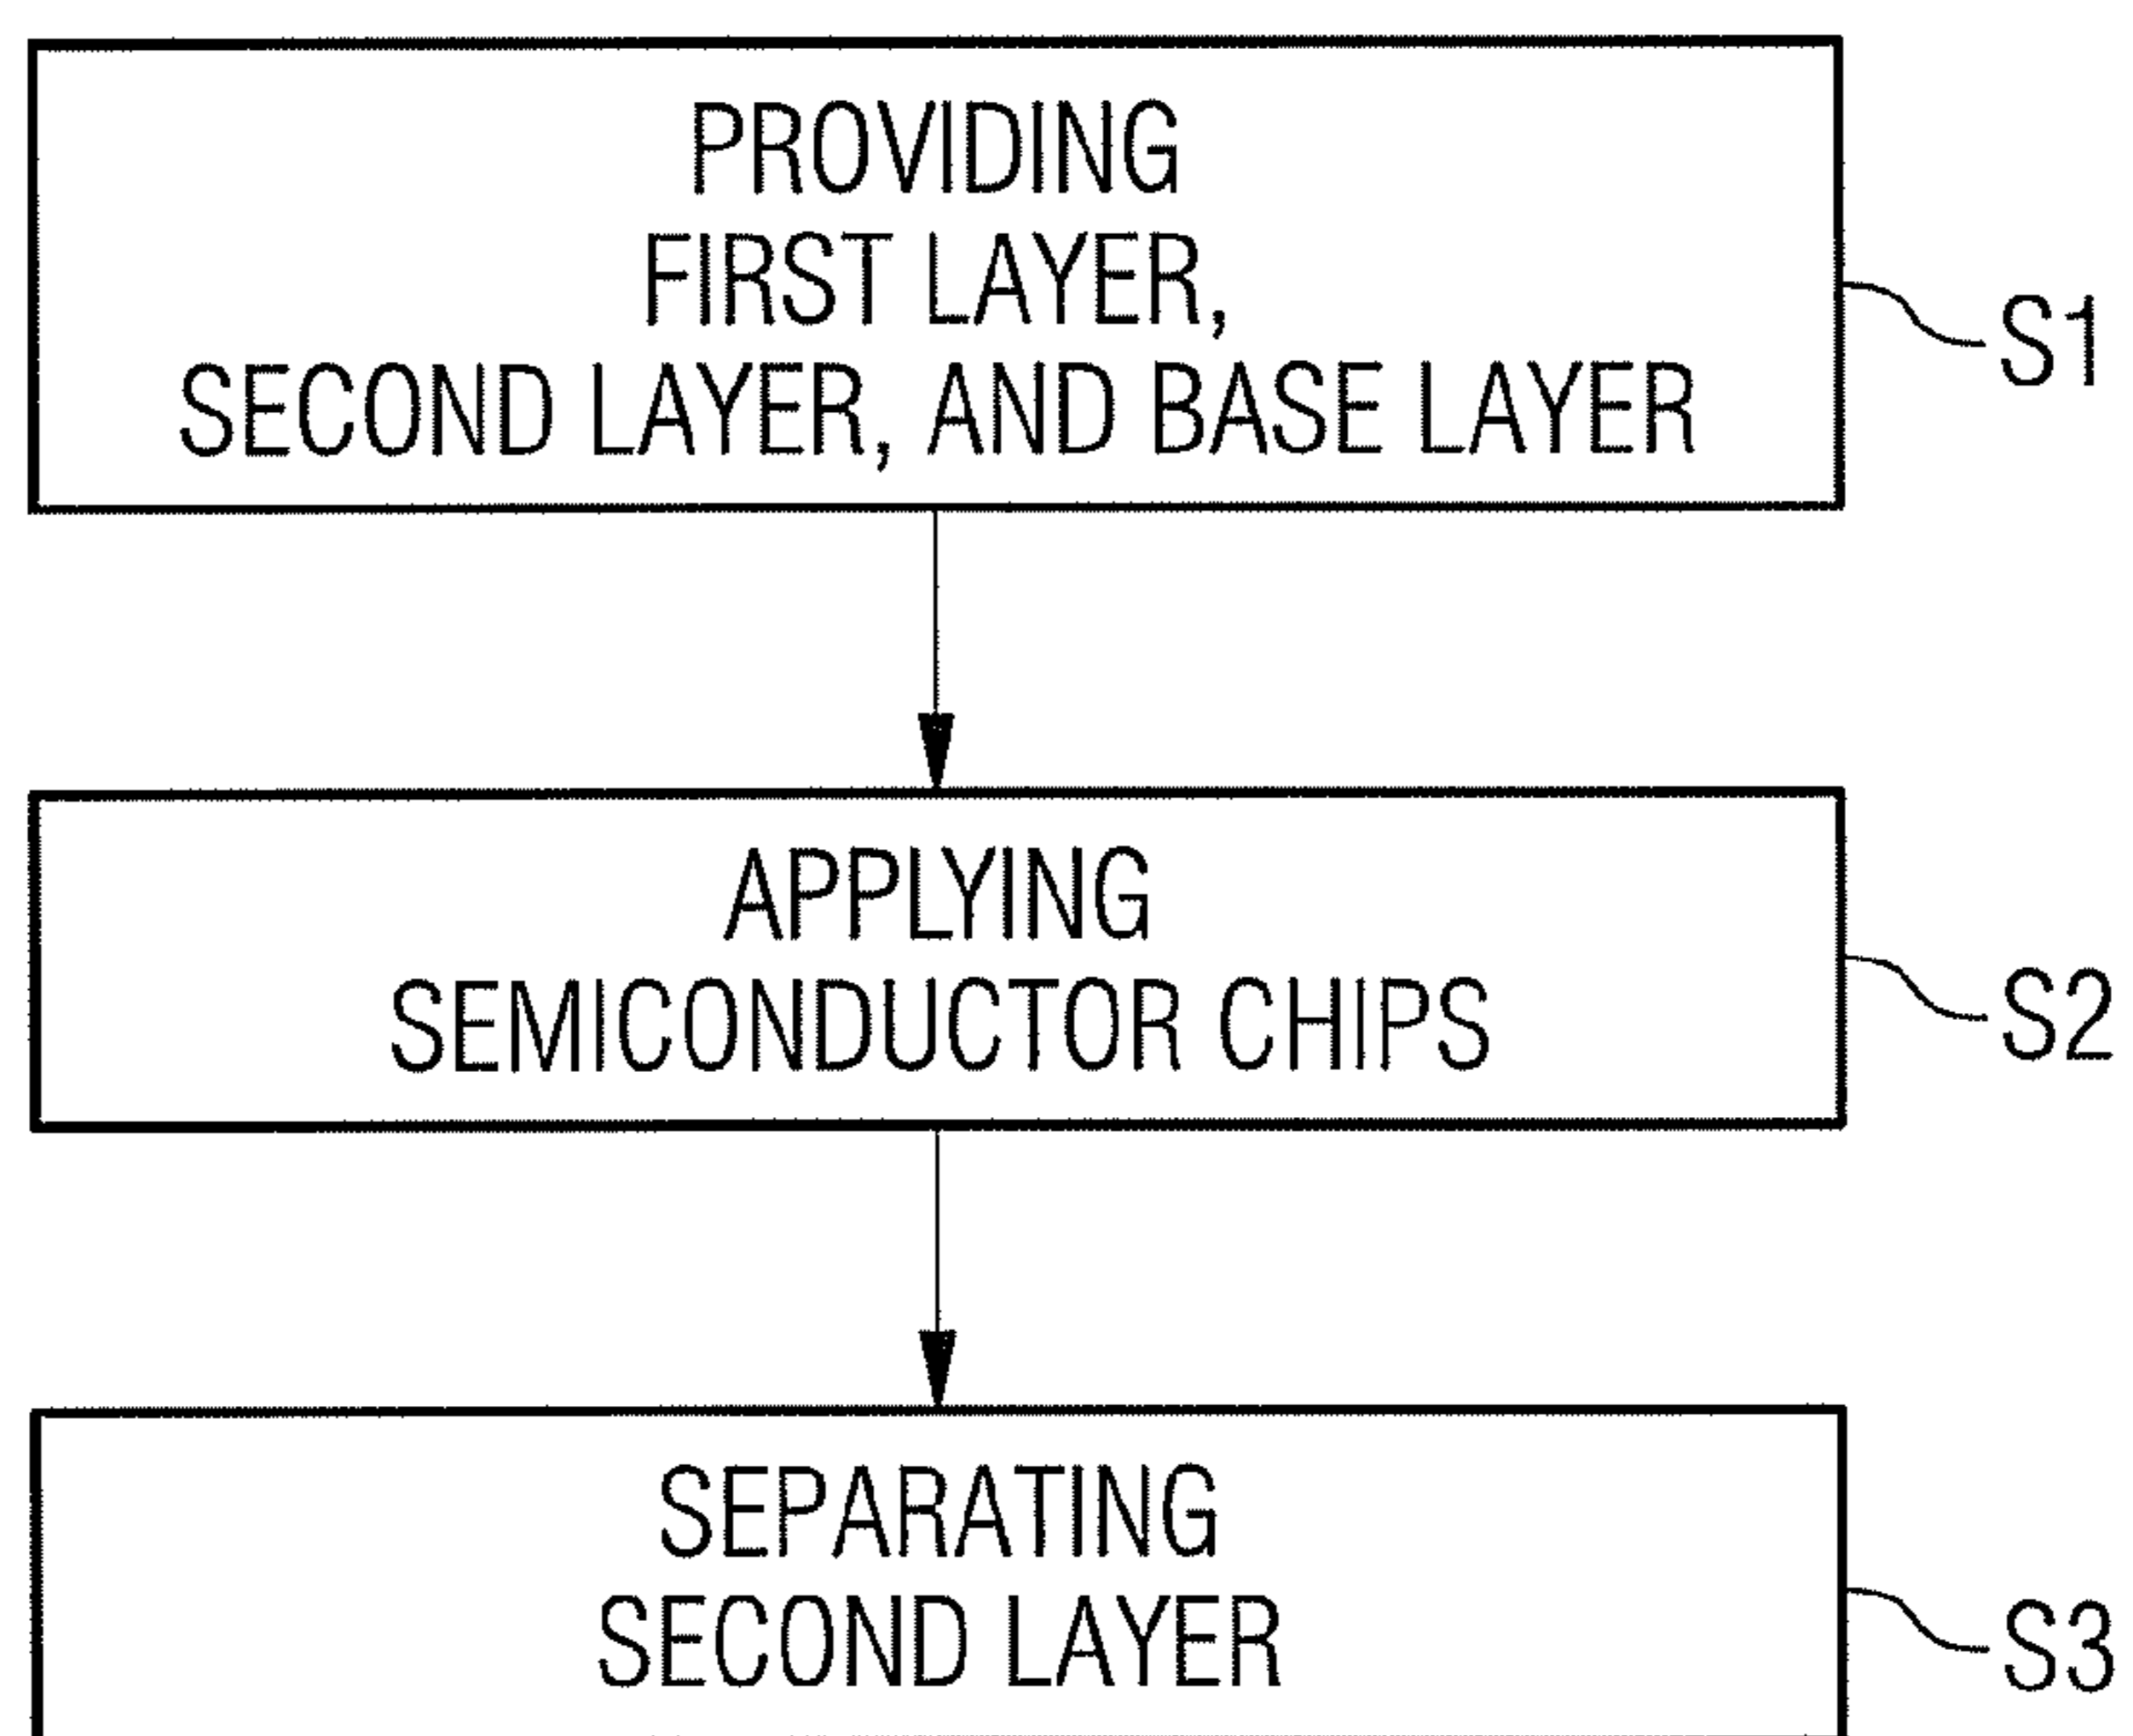 PROVIDING
FIRST LAYER,
SECOND LAYER, AND BASE LAYER
S1
APPLYING
SEMICONDUCTOR CHIPS
S2
SEPARATING
SECOND LAYER
S3